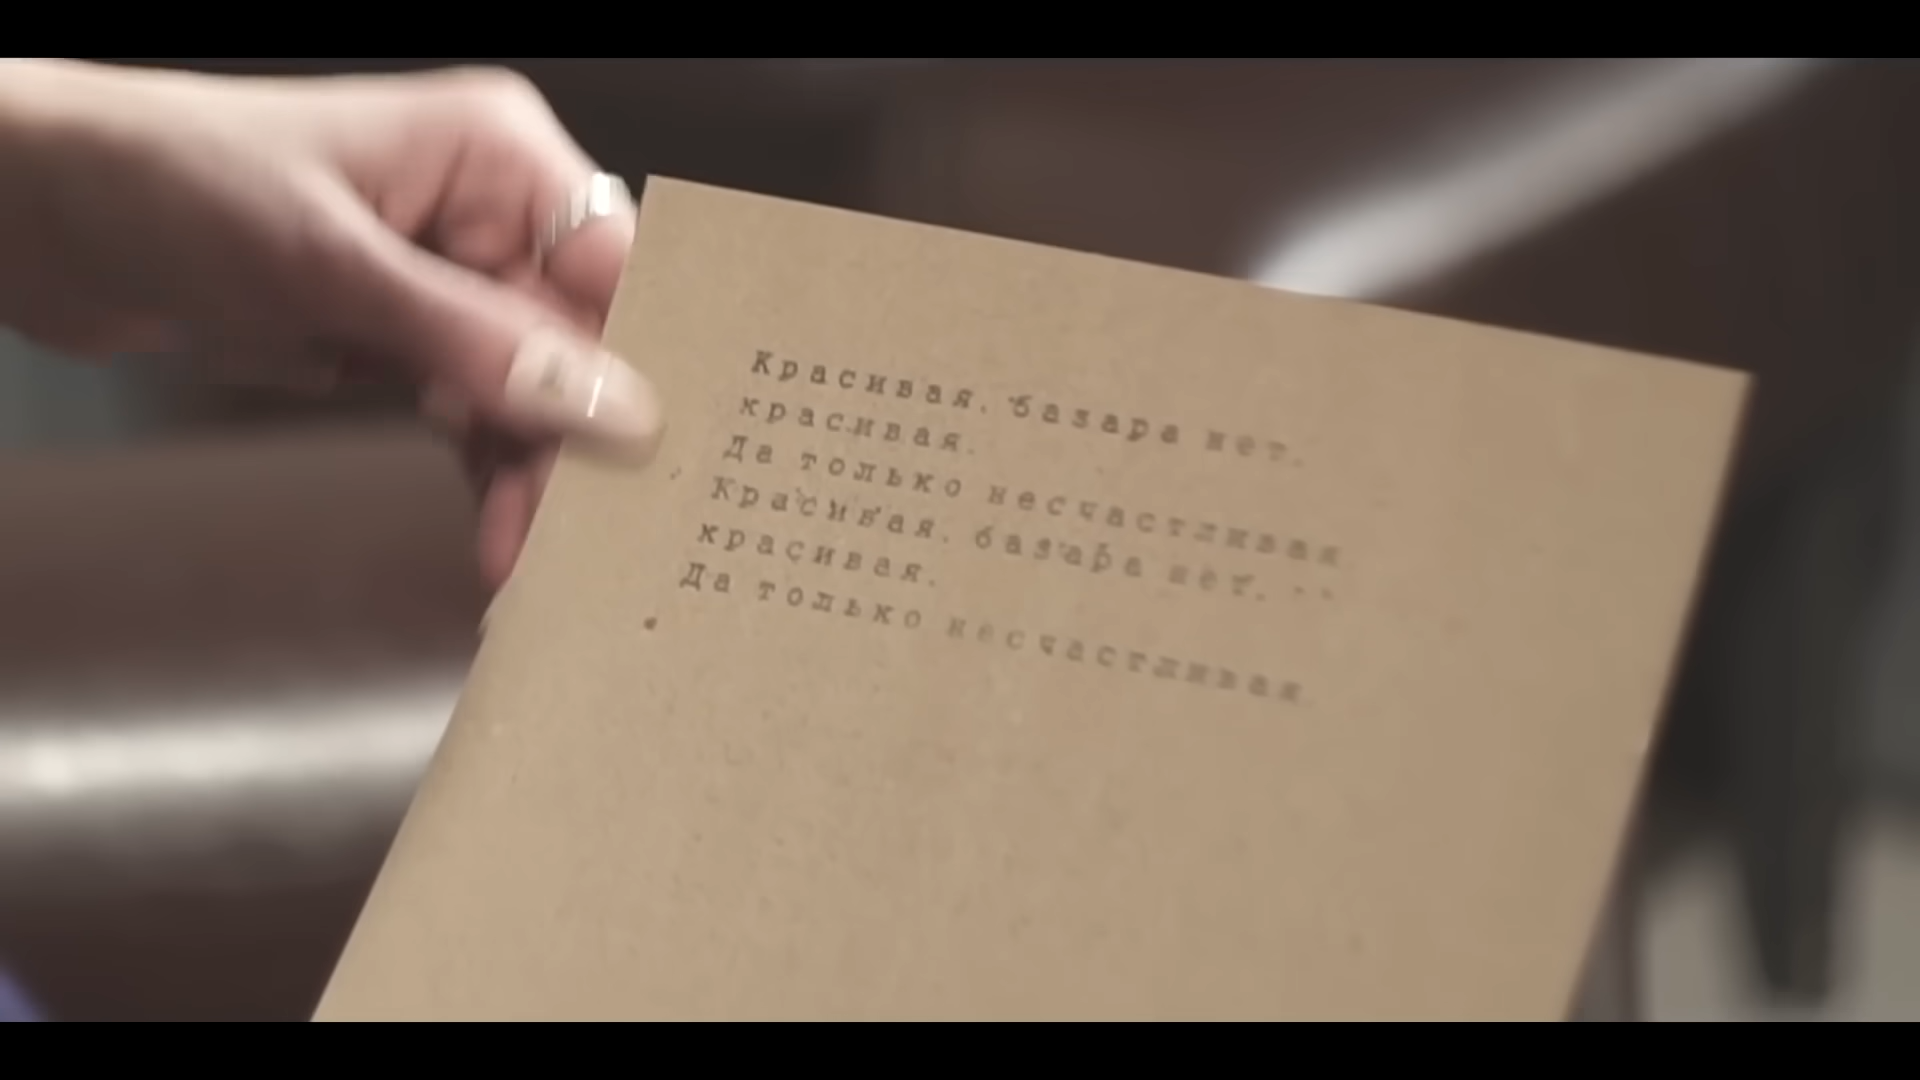 Красивая. базара нет.
красивая.
Да только несчастливая
Красивая. базара нет.
красивая.
Да только несчастливая.